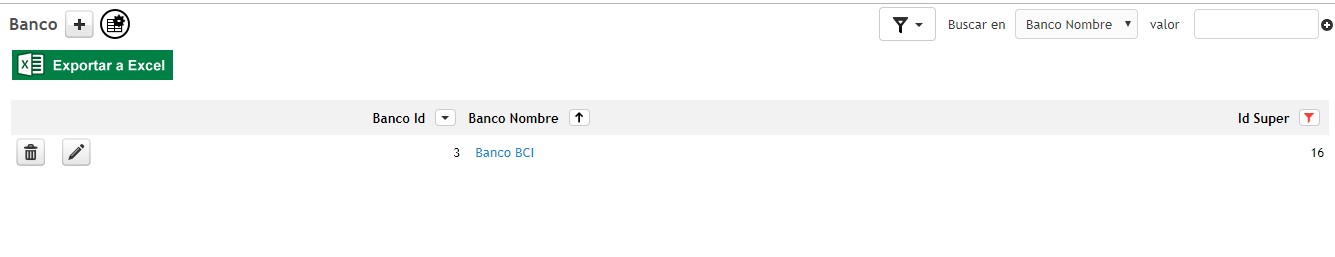 Banco Buscar en Banco Nombre valor
Exportar a Excel
Banco Id Banco Nombre Id Super
3 Banco BCI 16